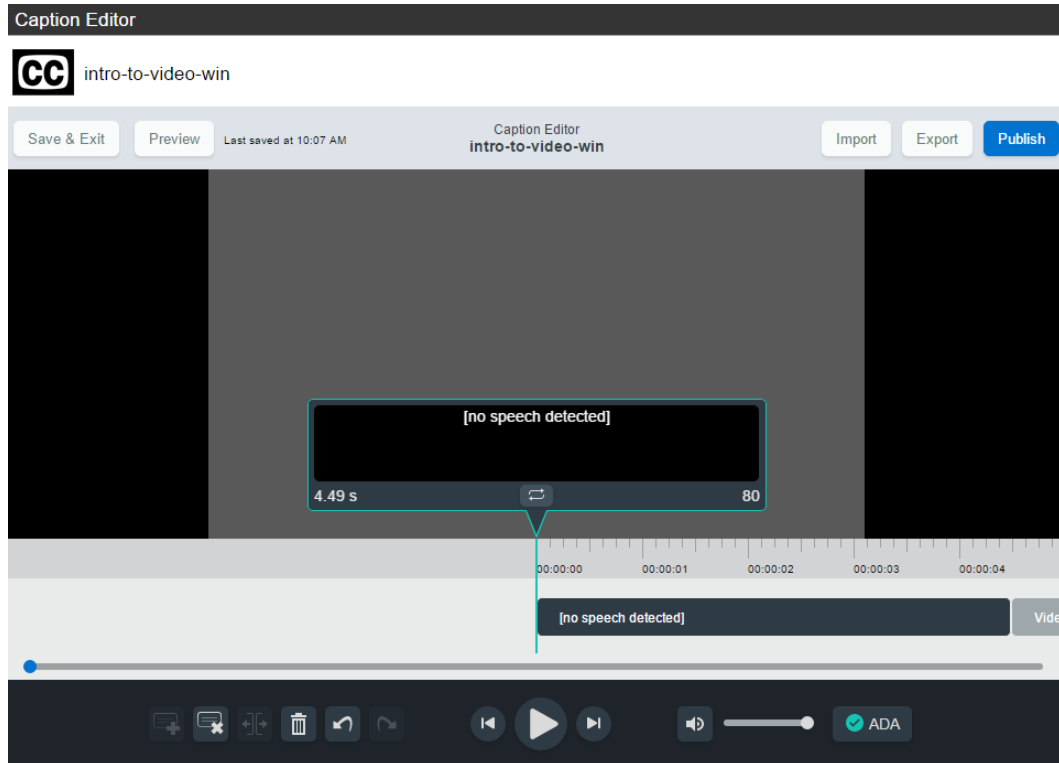 Caption Editor
CC intro-to-video-win
Save & Exit Preview Last saved at 10:07 AM
Caption Editor
intro-to-video-win
Import Export Publish
[no speech detected]
4.49 s 80
00:00:00 00:00:01 00:00:02 00:00:03 00:00:04
[no speech detected] Vide
ADA